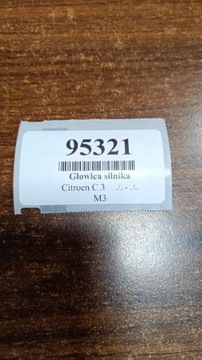 95321
Głowica silnika
Citroen C 3 ../.. - ../..
M3